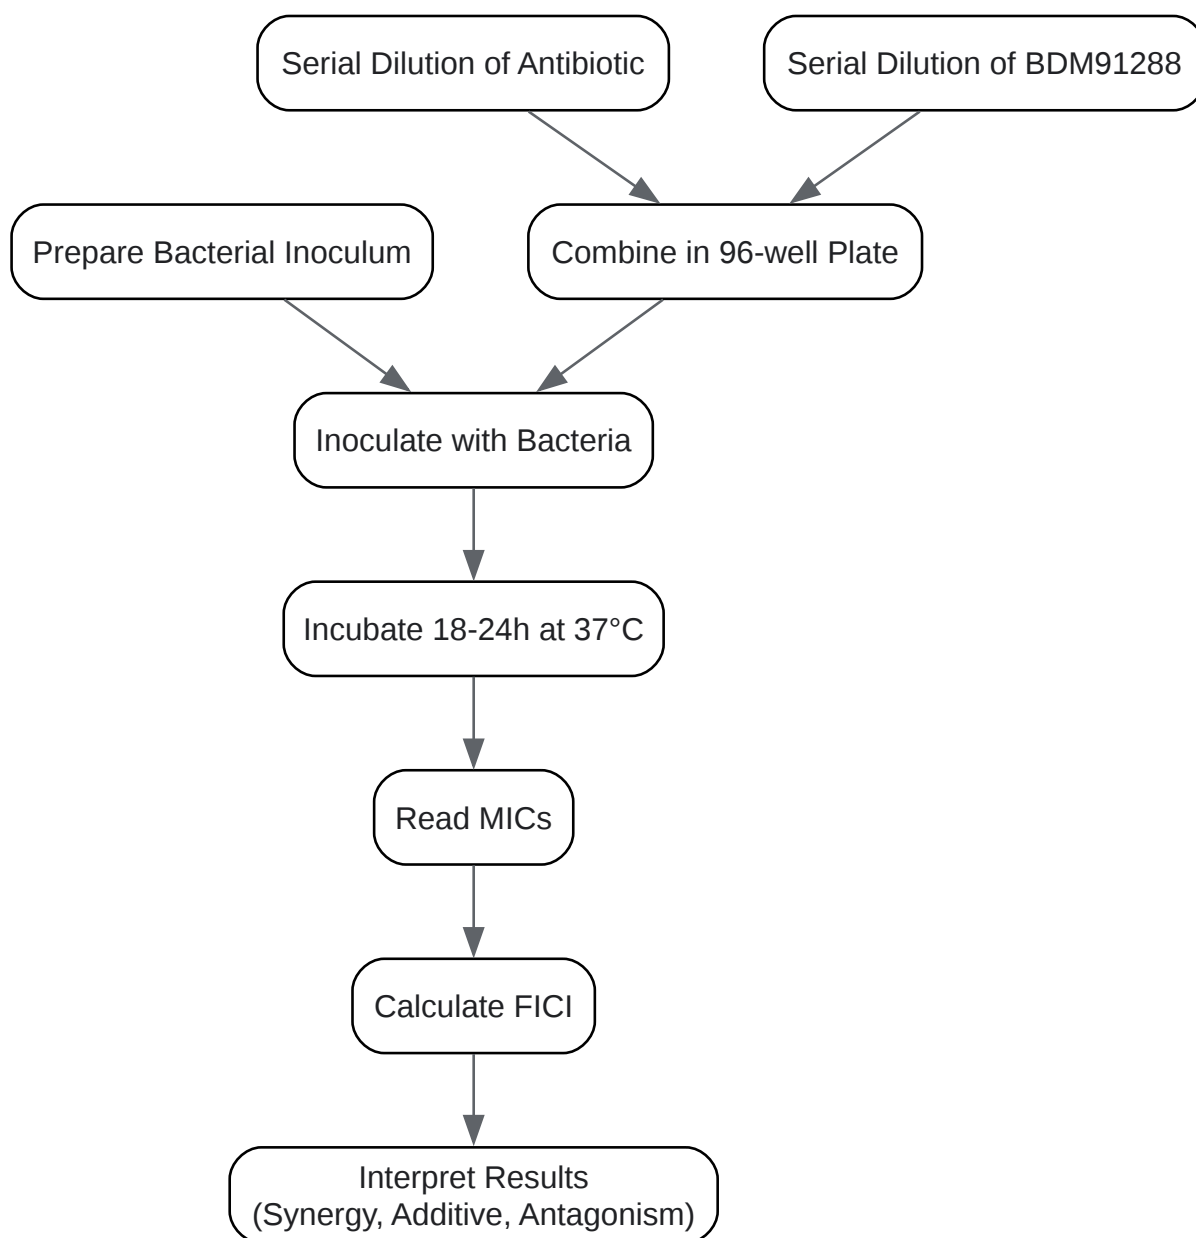 Serial Dilution of Antibiotic
Serial Dilution of BDM91288
Prepare Bacterial Inoculum
Combine in 96-well Plate
Inoculate with Bacteria
Incubate 18-24h at 37°C
Read MICs
Calculate FICI
Interpret Results
(Synergy, Additive, Antagonism)